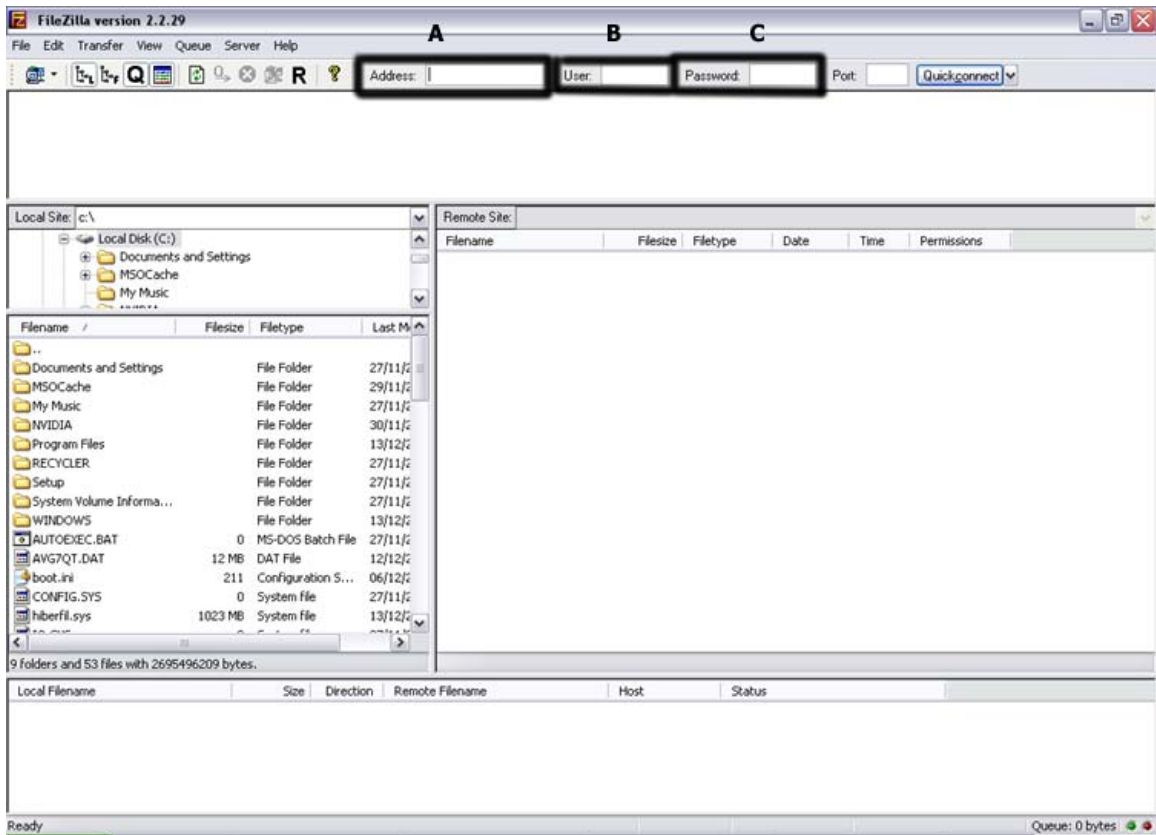 FileZilla version 2.2.29
File Edit Transfer View Queue Server Help
A B C
Q R ? Address: User: Password: Port: Quickconnect
Local Site: c:\
Local Disk (C:)
Documents and Settings
MSOCache
My Music
Remote Site:
Filename Filesize Filetype Date Time Permissions
Filename / Filesize Filetype Last M
..
Documents and Settings File Folder 27/11/2
MSOCache File Folder 29/11/2
My Music File Folder 27/11/2
NVIDIA File Folder 30/11/2
Program Files File Folder 13/12/2
RECYCLER File Folder 27/11/2
Setup File Folder 27/11/2
System Volume Informa... File Folder 27/11/2
WINDOWS File Folder 13/12/2
AUTOEXEC.BAT 0 MS-DOS Batch File 27/11/2
AVG7QT.DAT 12 MB DAT File 12/12/2
boot.ini 211 Configuration S... 06/12/2
CONFIG.SYS 0 System file 27/11/2
hiberfil.sys 1023 MB System file 13/12/2
9 folders and 53 files with 2695496209 bytes.
Local Filename Size Direction Remote Filename Host Status
Ready Queue: 0 bytes